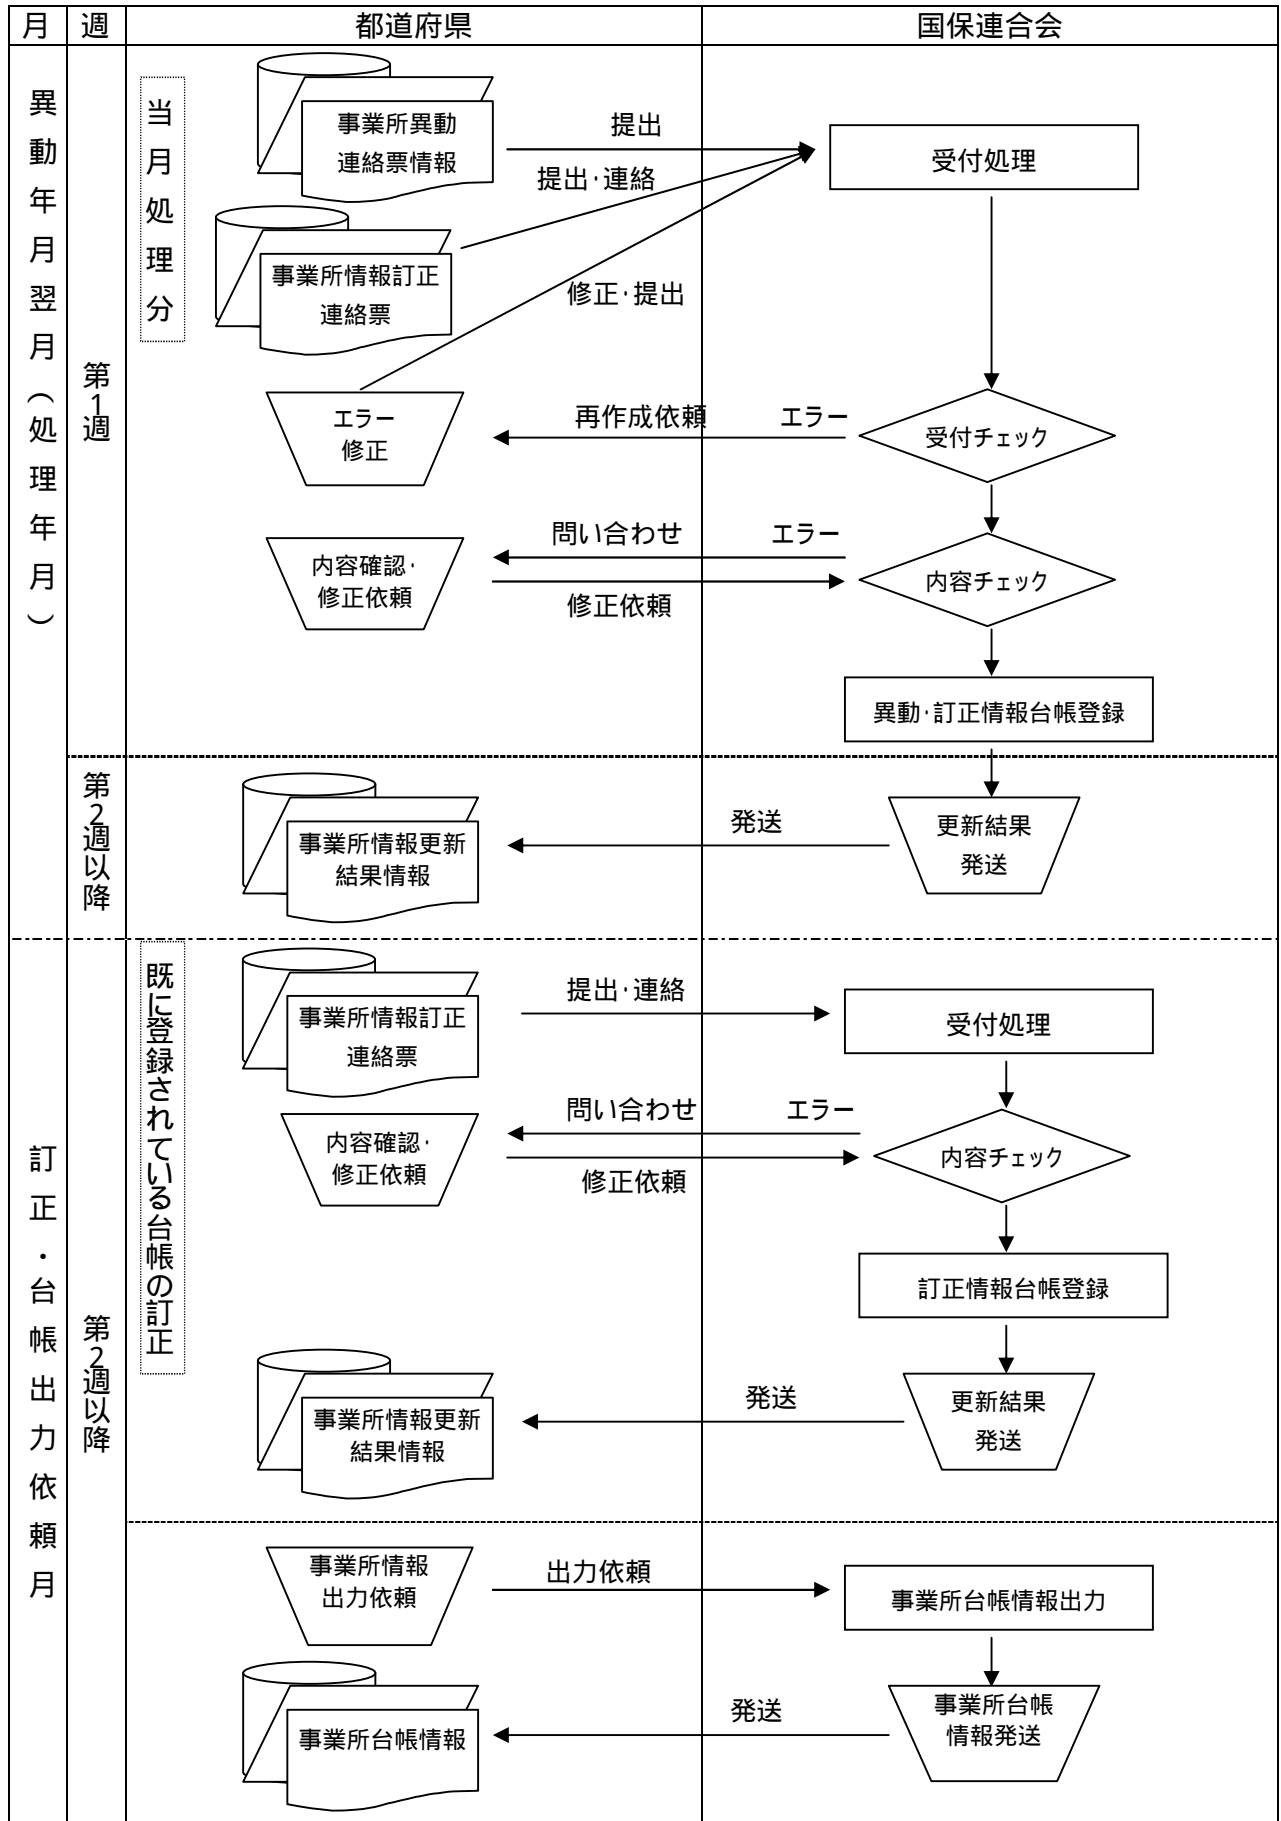 月
週
都道府県
国保連合会
異動年月翌月(処理年月)
第1週
当月処理分
事業所異動
連絡票情報
提出
受付処理
提出・連絡
事業所情報訂正
連絡票
修正・提出
エラー
修正
再作成依頼
エラー
受付チェック
問い合わせ
エラー
内容確認・
修正依頼
修正依頼
内容チェック
異動・訂正情報台帳登録
第2週以降
事業所情報更新
結果情報
発送
更新結果
発送
訂正・台帳出力依頼月
第2週以降
既に登録されている台帳の訂正
事業所情報訂正
連絡票
提出・連絡
受付処理
問い合わせ
エラー
内容確認・
修正依頼
修正依頼
内容チェック
訂正情報台帳登録
事業所情報更新
結果情報
発送
更新結果
発送
事業所情報
出力依頼
出力依頼
事業所台帳情報出力
事業所台帳情報
発送
事業所台帳
情報発送